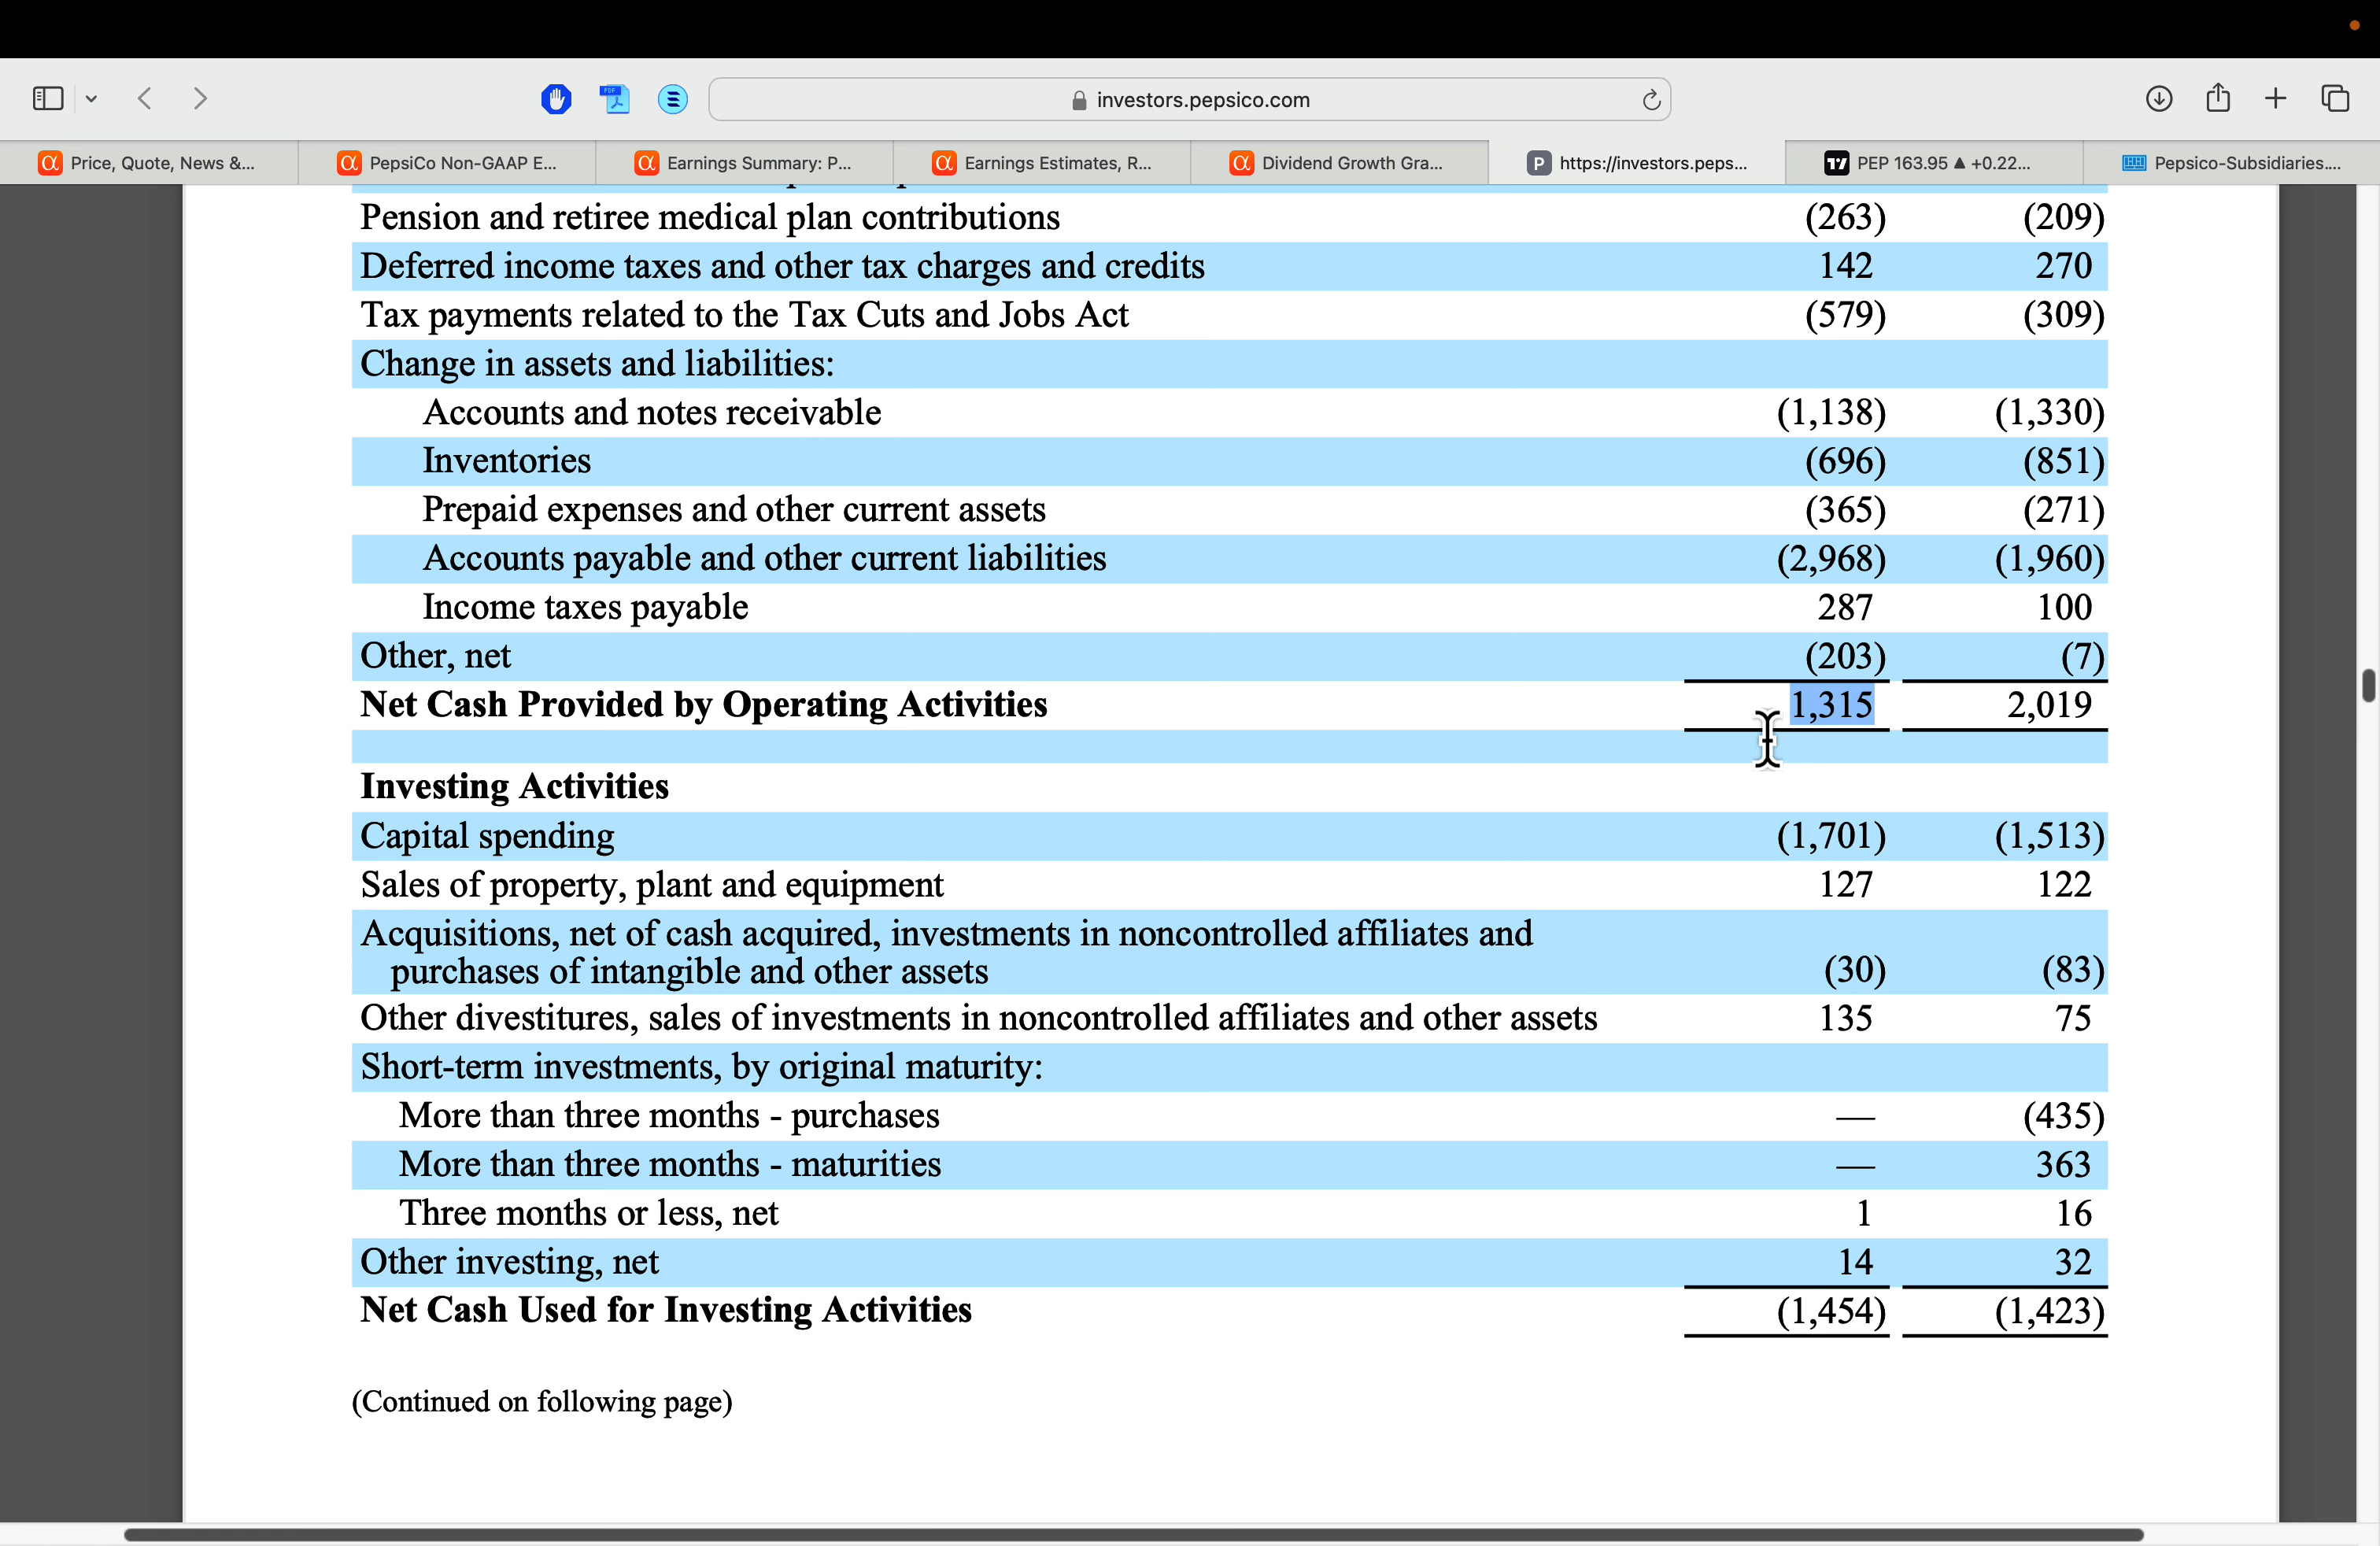 investors.pepsico.com
Price, Quote, News &...
PepsiCo Non-GAAP E...
Earnings Summary: P...
Earnings Estimates, R...
Dividend Growth Gra...
P https://investors.peps...
PEP 163.95 ▲ +0.22...
Pepsico-Subsidiaries....
Pension and retiree medical plan contributions (263) (209)
Deferred income taxes and other tax charges and credits 142 270
Tax payments related to the Tax Cuts and Jobs Act (579) (309)
Change in assets and liabilities:
Accounts and notes receivable (1,138) (1,330)
Inventories (696) (851)
Prepaid expenses and other current assets (365) (271)
Accounts payable and other current liabilities (2,968) (1,960)
Income taxes payable 287 100
Other, net (203) (7)
Net Cash Provided by Operating Activities 1,315 2,019
Investing Activities
Capital spending (1,701) (1,513)
Sales of property, plant and equipment 127 122
Acquisitions, net of cash acquired, investments in noncontrolled affiliates and
purchases of intangible and other assets (30) (83)
Other divestitures, sales of investments in noncontrolled affiliates and other assets 135 75
Short-term investments, by original maturity:
More than three months - purchases — (435)
More than three months - maturities — 363
Three months or less, net 1 16
Other investing, net 14 32
Net Cash Used for Investing Activities (1,454) (1,423)
(Continued on following page)